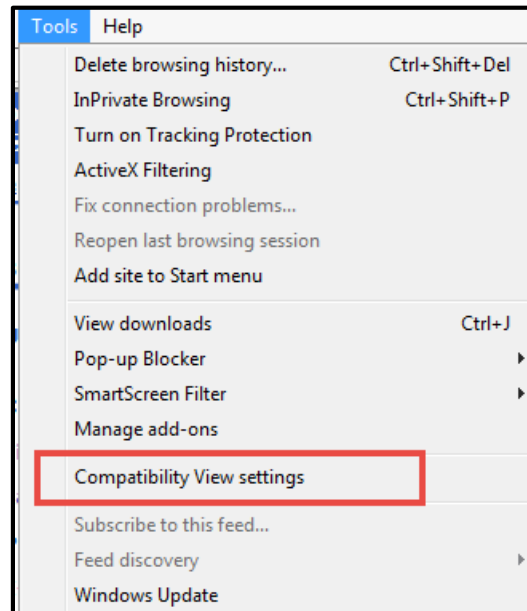 Tools Help
Delete browsing history... Ctrl+Shift+Del
InPrivate Browsing Ctrl+Shift+P
Turn on Tracking Protection
ActiveX Filtering
Fix connection problems...
Reopen last browsing session
Add site to Start menu
View downloads Ctrl+J
Pop-up Blocker
SmartScreen Filter
Manage add-ons
Compatibility View settings
Subscribe to this feed...
Feed discovery
Windows Update